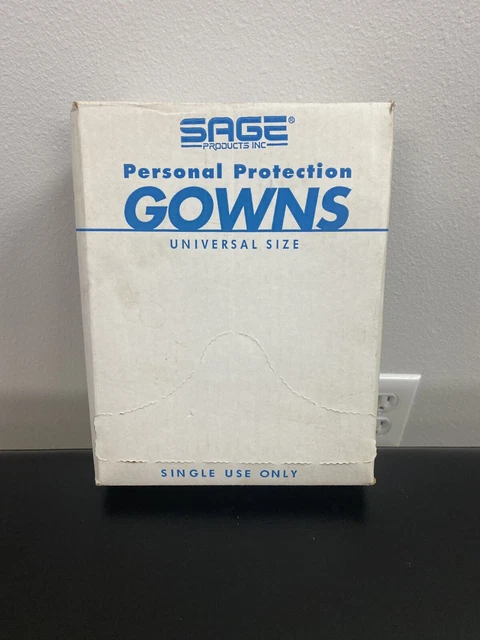 SAGE®
PRODUCTS INC
Personal Protection
GOWNS
UNIVERSAL SIZE
SINGLE USE ONLY